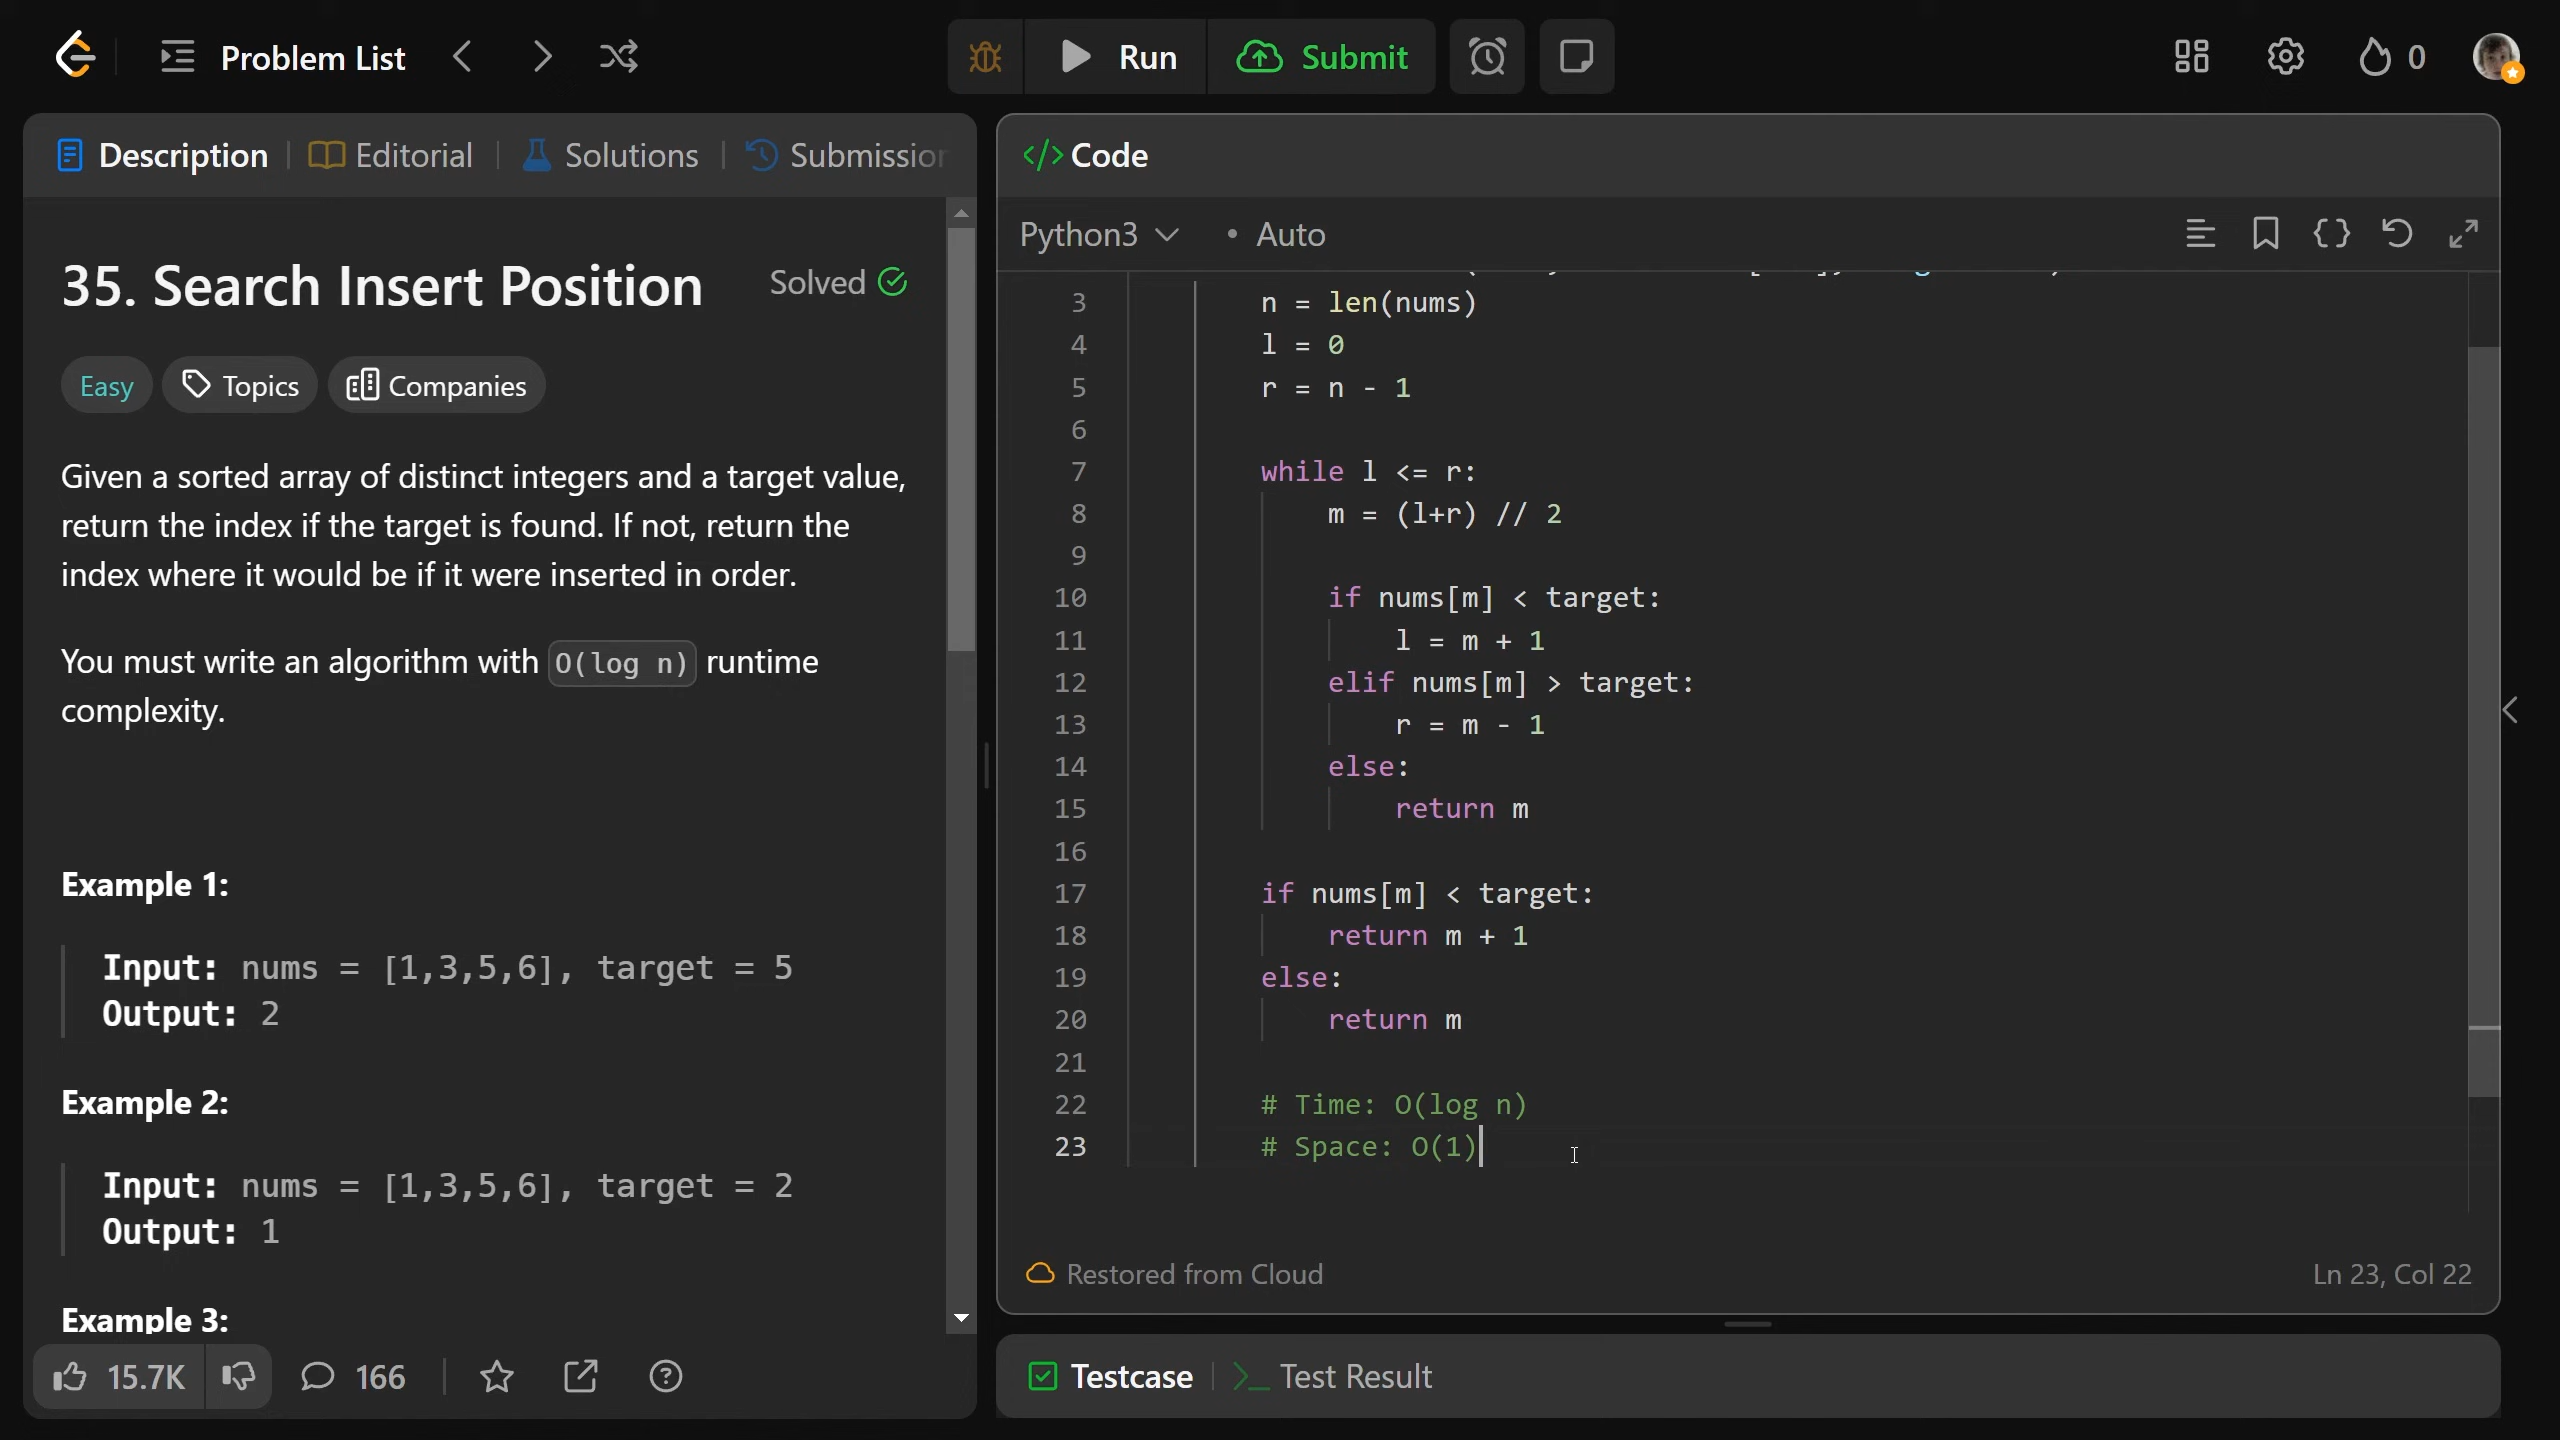 Problem List
Run
Submit
0
Description
Editorial
Solutions
Submission
35. Search Insert Position
Solved
Easy
Topics
Companies
Given a sorted array of distinct integers and a target value,
return the index if the target is found. If not, return the
index where it would be if it were inserted in order.
You must write an algorithm with O(log n) runtime
complexity.
Example 1:
Input: nums = [1,3,5,6], target = 5
Output: 2
Example 2:
Input: nums = [1,3,5,6], target = 2
Output: 1
Example 3:
15.7K
166
</> Code
Python3
• Auto
3 n = len(nums)
4 l = 0
5 r = n - 1
6
7 while l <= r:
8 m = (l+r) // 2
9
10 if nums[m] < target:
11 l = m + 1
12 elif nums[m] > target:
13 r = m - 1
14 else:
15 return m
16
17 if nums[m] < target:
18 return m + 1
19 else:
20 return m
21
22 # Time: O(log n)
23 # Space: O(1)
Restored from Cloud
Ln 23, Col 22
Testcase
Test Result